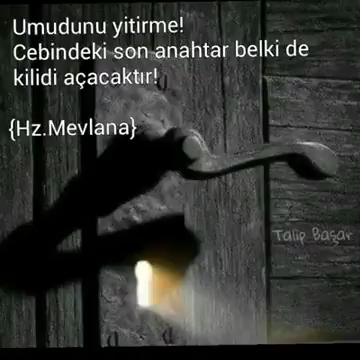 Umudunu yitirme!
Cebindeki son anahtar belki de
kilidi açacaktır!
{Hz.Mevlana}
Talip Başar